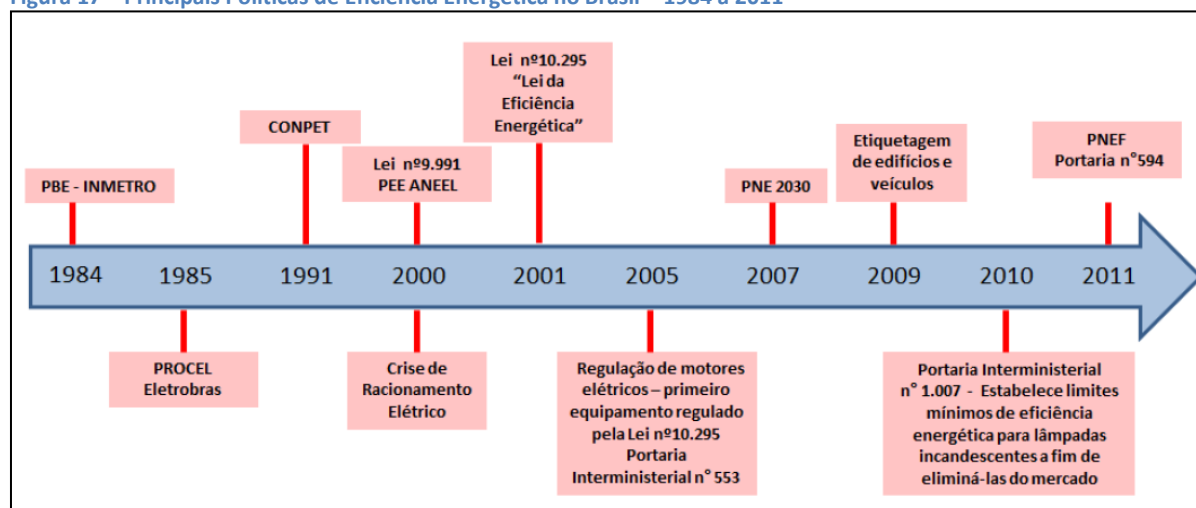 Figura 17 – Principais Políticas de Eficiência Energética no Brasil – 1984 a 2011
Lei nº10.295
“Lei da
Eficiência
Energética”
CONPET
Lei nº9.991
PEE ANEEL
PBE - INMETRO
PNE 2030
Etiquetagem
de edifícios e
veículos
PNEF
Portaria n°594
1984
1985
1991
2000
2001
2005
2007
2009
2010
2011
PROCEL
Eletrobras
Crise de
Racionamento
Elétrico
Regulação de motores
elétricos – primeiro
equipamento regulado
pela Lei nº10.295
Portaria
Interministerial n° 553
Portaria Interministerial
n° 1.007 - Estabelece limites
mínimos de eficiência
energética para lâmpadas
incandescentes a fim de
eliminá-las do mercado